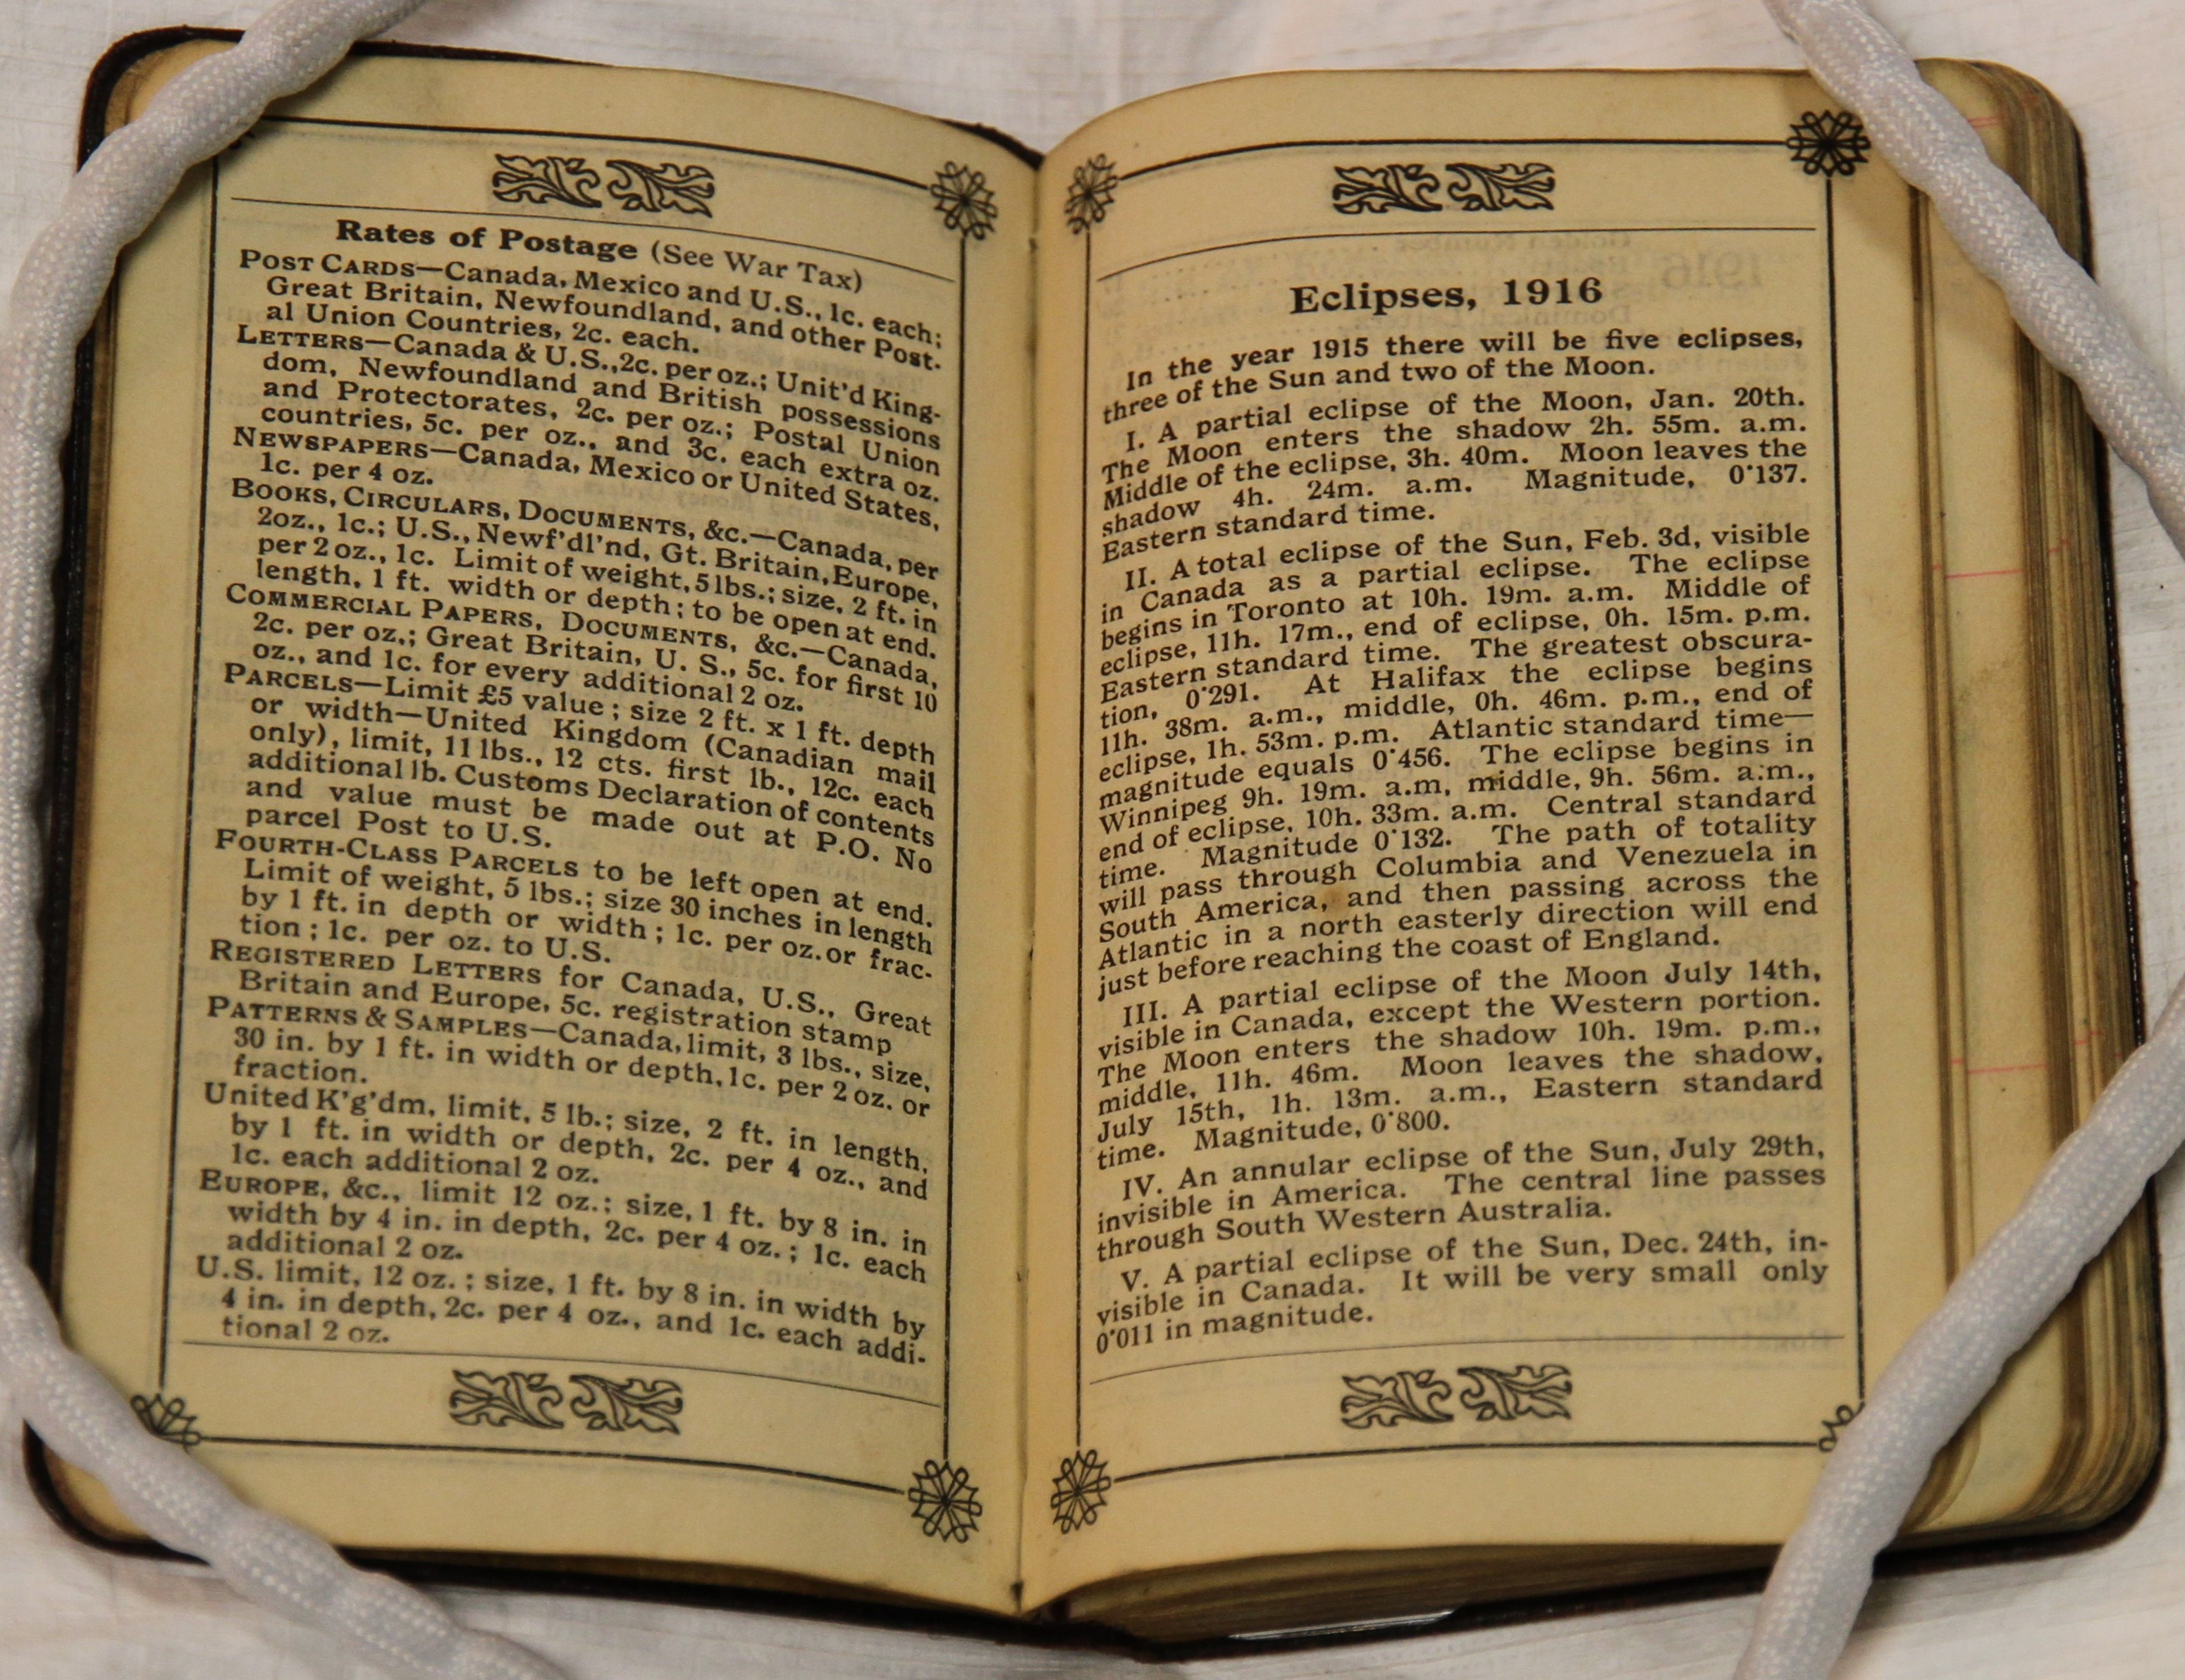 Rates of Postage (See War Tax)
POST CARDS—Canada, Mexico and U.S., 1c. each;
Great Britain, Newfoundland, and other Post-
al Union Countries, 2c. each.
LETTERS—Canada & U.S., 2c. per oz.; Unit'd King-
dom, Newfoundland and British possessions
and Protectorates, 2c. per oz.; Postal Union
countries, 5c. per oz., and 3c. each extra oz.
NEWSPAPERS—Canada, Mexico or United States,
1c. per 4 oz.
BOOKS, CIRCULARS, DOCUMENTS, &c.—Canada, per
2oz., 1c.; U.S., Newf'dl'nd, Gt. Britain, Europe,
per 2 oz., 1c. Limit of weight, 5 lbs.; size, 2 ft. in
length, 1 ft. width or depth; to be open at end.
COMMERCIAL PAPERS, DOCUMENTS, &c.—Canada,
2c. per oz.; Great Britain, U. S., 5c. for first 10
oz., and 1c. for every additional 2 oz.
PARCELS—Limit £5 value; size 2 ft. x 1 ft. depth
or width—United Kingdom (Canadian mail
only), limit, 11 lbs., 12 cts. first lb., 12c. each
additional lb. Customs Declaration of contents
and value must be made out at P.O. No
parcel Post to U.S.
FOURTH-CLASS PARCELS to be left open at end.
Limit of weight, 5 lbs.; size 30 inches in length
by 1 ft. in depth or width; 1c. per oz. or frac-
tion; 1c. per oz. to U.S.
REGISTERED LETTERS for Canada, U.S., Great
Britain and Europe, 5c. registration stamp
PATTERNS & SAMPLES—Canada, limit, 3 lbs., size,
30 in. by 1 ft. in width or depth, 1c. per 2 oz. or
fraction.
United K'g'dm, limit, 5 lb.; size, 2 ft. in length,
by 1 ft. in width or depth, 2c. per 4 oz., and
1c. each additional 2 oz.
EUROPE, &c., limit 12 oz.; size, 1 ft. by 8 in. in
width by 4 in. in depth, 2c. per 4 oz.; 1c. each
additional 2 oz.
U.S. limit, 12 oz.; size, 1 ft. by 8 in. in width by
4 in. in depth, 2c. per 4 oz., and 1c. each addi-
tional 2 oz.
Eclipses, 1916
In the year 1915 there will be five eclipses,
three of the Sun and two of the Moon.
I. A partial eclipse of the Moon, Jan. 20th.
The Moon enters the shadow 2h. 55m. a.m.
Middle of the eclipse, 3h. 40m. Moon leaves the
shadow 4h. 24m. a.m. Magnitude, 0·137.
Eastern standard time.
II. A total eclipse of the Sun, Feb. 3d, visible
in Canada as a partial eclipse. The eclipse
begins in Toronto at 10h. 19m. a.m. Middle of
eclipse, 11h. 17m., end of eclipse, 0h. 15m. p.m.
Eastern standard time. The greatest obscura-
tion, 0·291. At Halifax the eclipse begins
11h. 38m. a.m., middle, 0h. 46m. p.m., end of
eclipse, 1h. 53m. p.m. Atlantic standard time—
magnitude equals 0·456. The eclipse begins in
Winnipeg 9h. 19m. a.m, middle, 9h. 56m. a.m.,
end of eclipse, 10h. 33m. a.m. Central standard
time. Magnitude 0·132. The path of totality
will pass through Columbia and Venezuela in
South America, and then passing across the
Atlantic in a north easterly direction will end
just before reaching the coast of England.
III. A partial eclipse of the Moon July 14th,
visible in Canada, except the Western portion.
The Moon enters the shadow 10h. 19m. p.m.,
middle, 11h. 46m. Moon leaves the shadow,
July 15th, 1h. 13m. a.m., Eastern standard
time. Magnitude, 0·800.
IV. An annular eclipse of the Sun, July 29th,
invisible in America. The central line passes
through South Western Australia.
V. A partial eclipse of the Sun, Dec. 24th, in-
visible in Canada. It will be very small only
0·011 in magnitude.